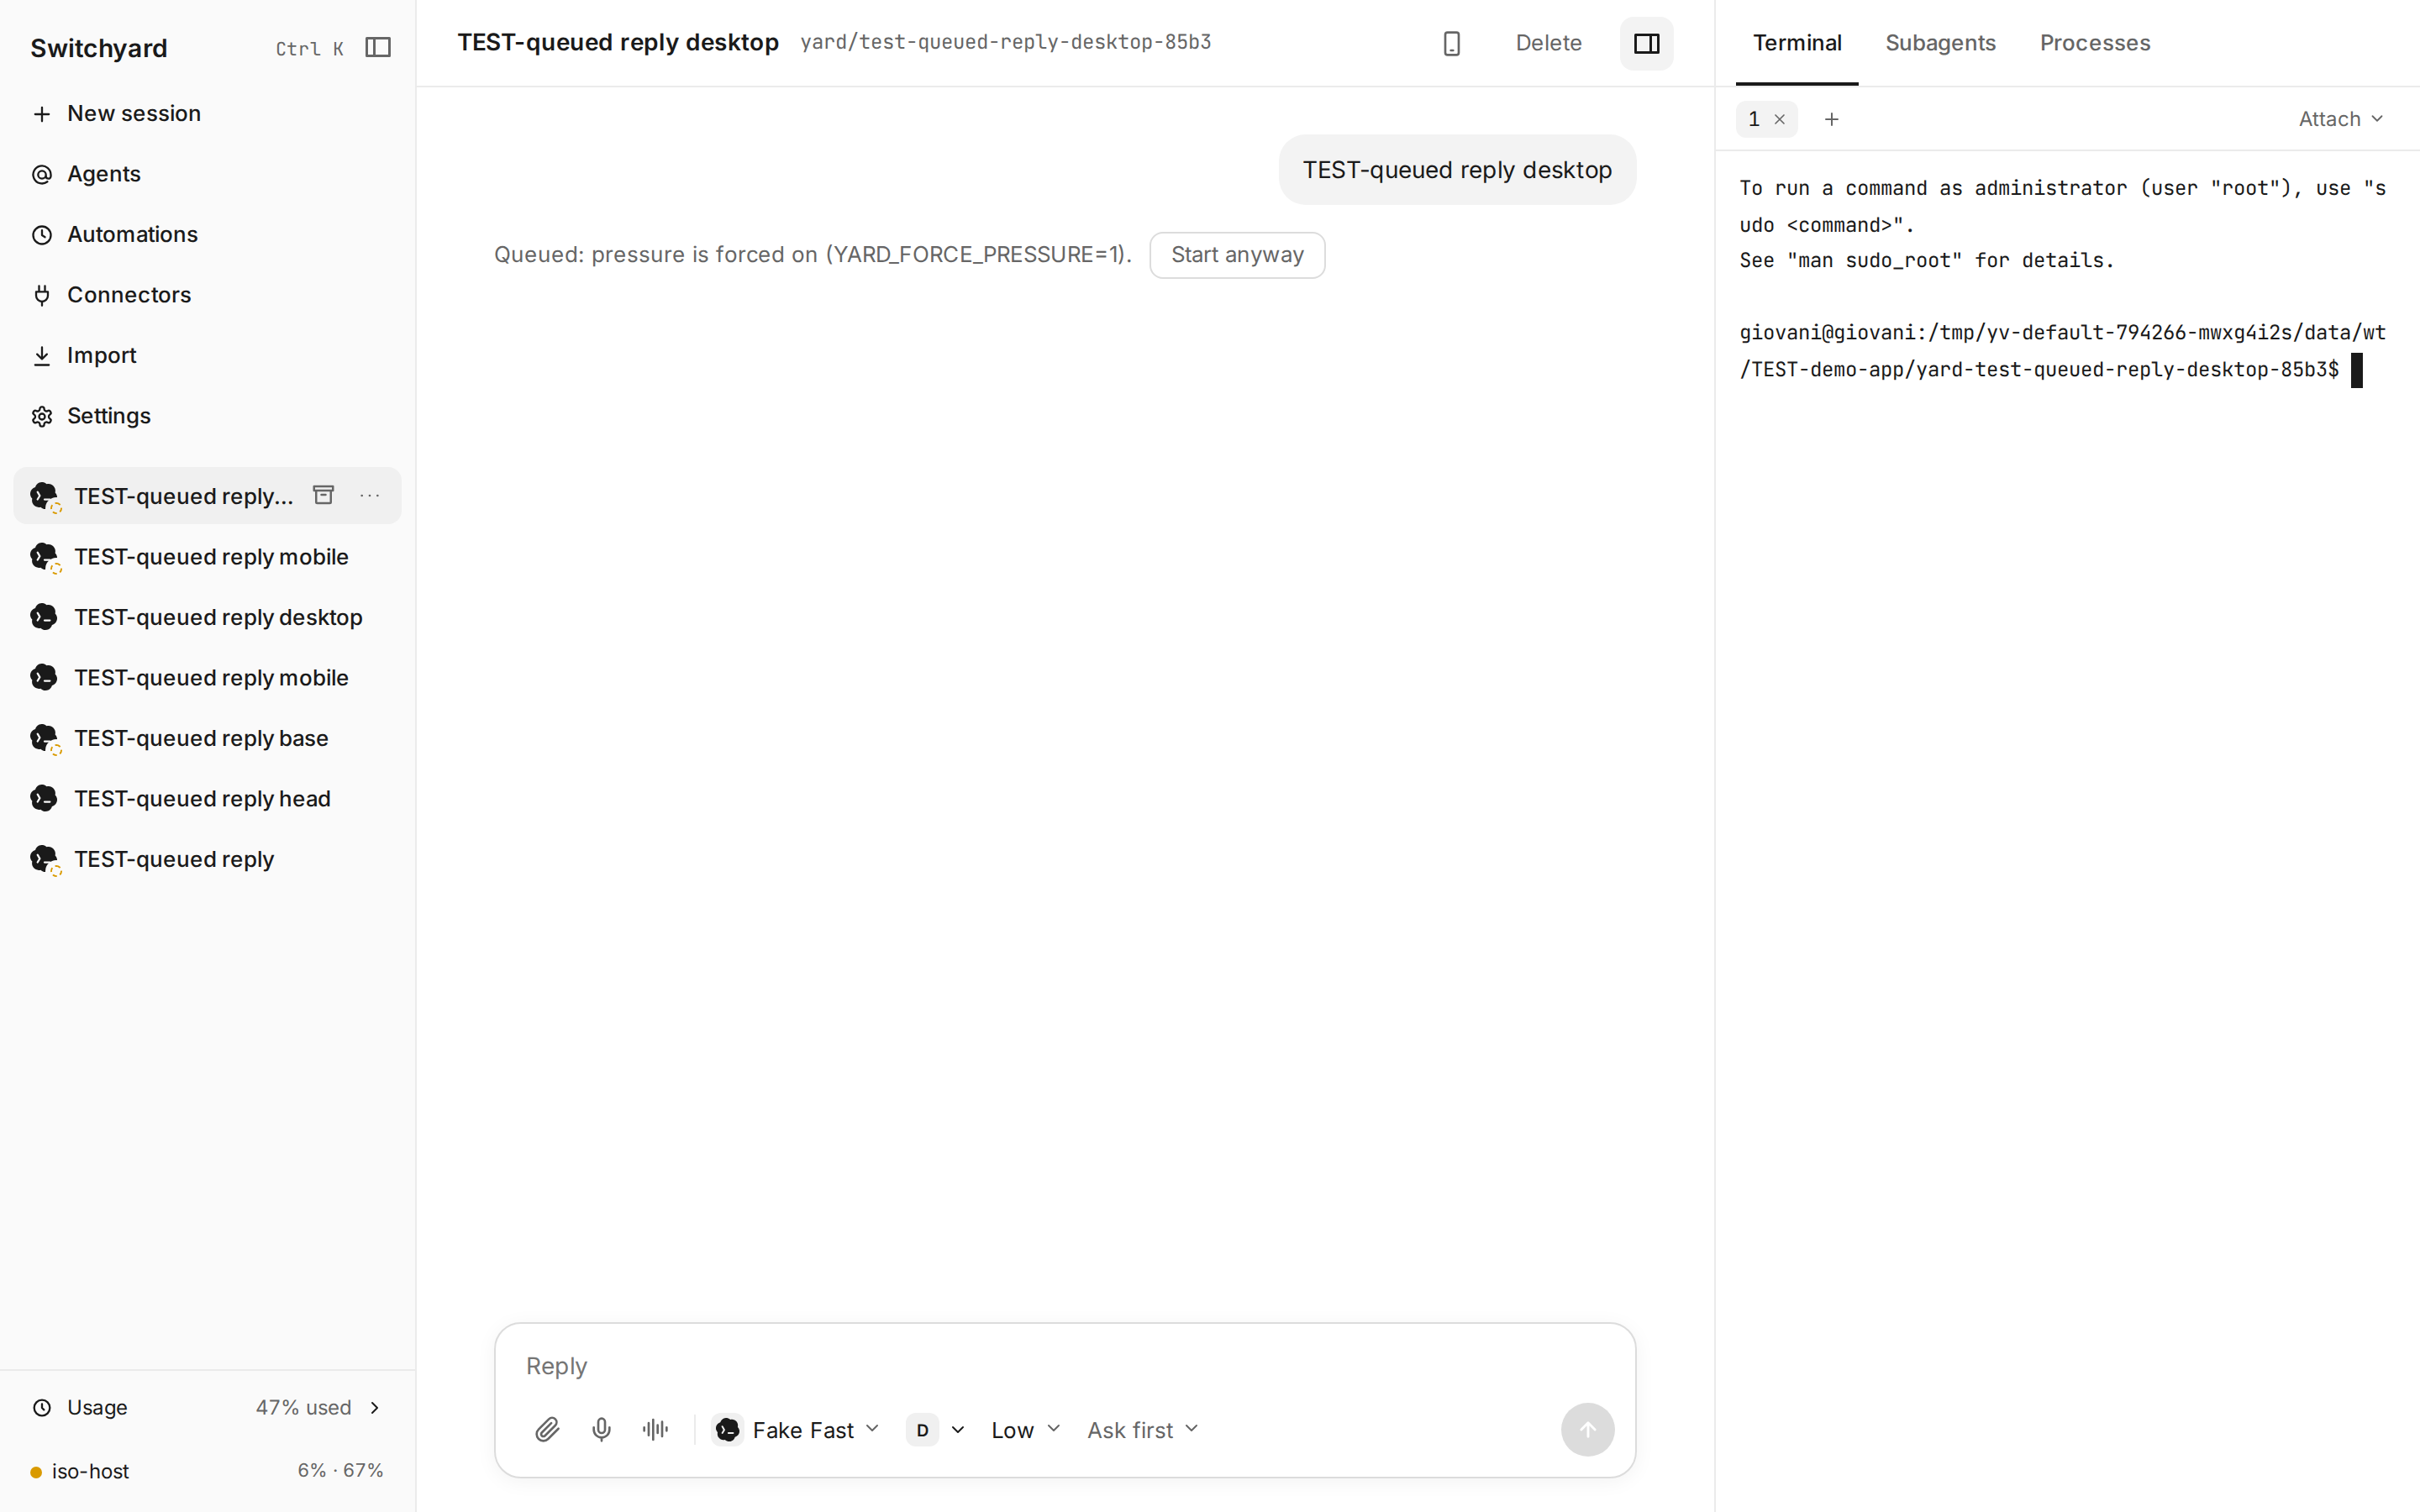 Switchyard
Ctrl K
New session
Agents
Automations
Connectors
Import
Settings
TEST-queued reply...
TEST-queued reply mobile
TEST-queued reply desktop
TEST-queued reply mobile
TEST-queued reply base
TEST-queued reply head
TEST-queued reply
Usage 47% used
iso-host 6% · 67%
TEST-queued reply desktop yard/test-queued-reply-desktop-85b3
Delete
TEST-queued reply desktop
Queued: pressure is forced on (YARD_FORCE_PRESSURE=1). Start anyway
Reply
Fake Fast D Low Ask first
Terminal Subagents Processes
1 Attach
To run a command as administrator (user "root"), use "s
udo <command>".
See "man sudo_root" for details.
giovani@giovani:/tmp/yv-default-794266-mwxg4i2s/data/wt
/TEST-demo-app/yard-test-queued-reply-desktop-85b3$